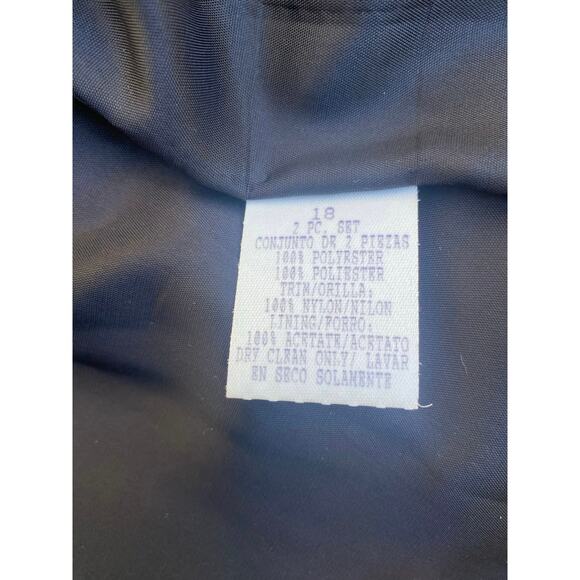 18
2 PC. SET
CONJUNTO DE 2 PIEZAS
100% POLYESTER
100% POLIESTER
TRIM/ORILLA:
100% NYLON/NILON
LINING/FORRO:
100% ACETATE/ACETATO
DRY CLEAN ONLY/ LAVAR
EN SECO SOLAMENTE